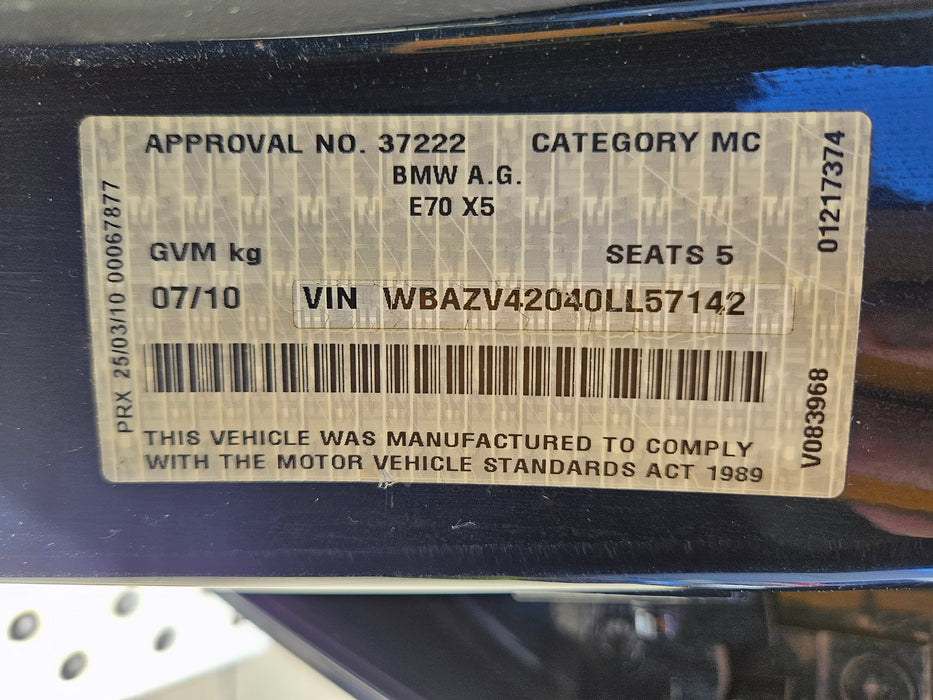 APPROVAL NO. 37222 CATEGORY MC
BMW A.G.
E70 X5
GVM kg SEATS 5
07/10 VIN WBAZV42040LL57142
THIS VEHICLE WAS MANUFACTURED TO COMPLY
WITH THE MOTOR VEHICLE STANDARDS ACT 1989
PRX 25/03/10 00067877
01217374
V083968